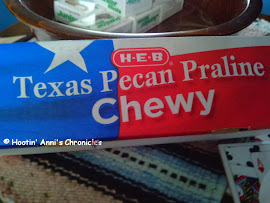 H-E-B
Texas Pecan Praline
Chewy
© Hootin' Anni's Chronicles